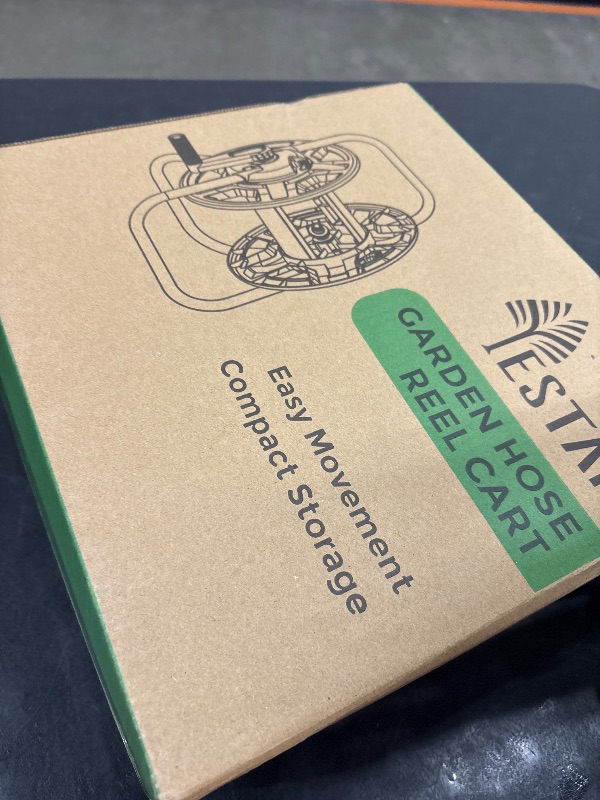 GARDEN HOSE
REEL CART
Easy Movement
Compact Storage